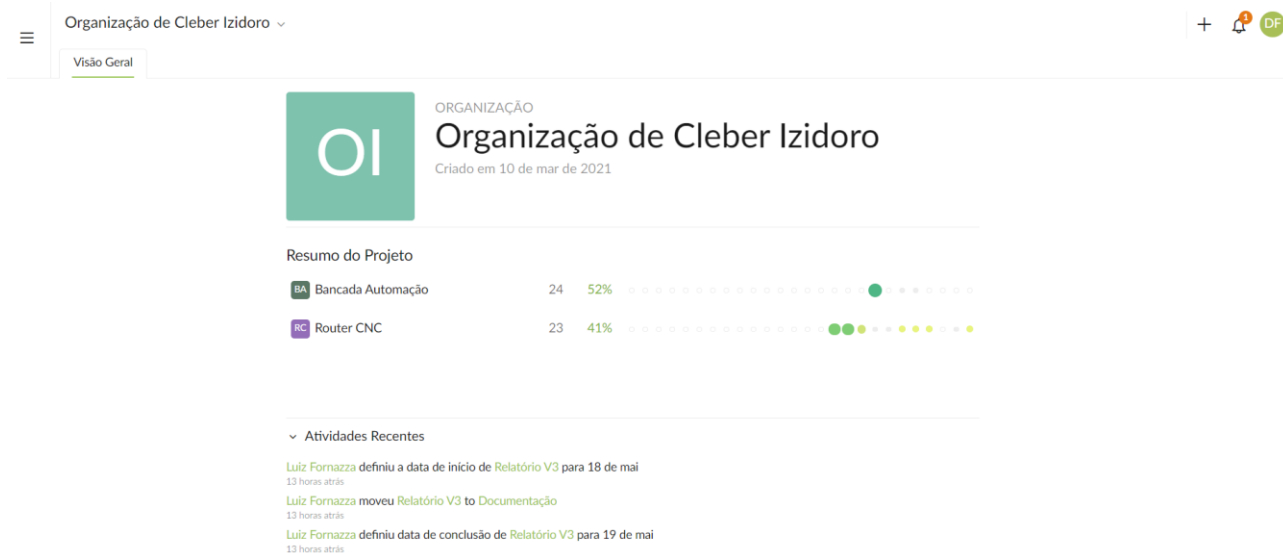 Organização de Cleber Izidoro
1
DF
Visão Geral
OI
ORGANIZAÇÃO
Organização de Cleber Izidoro
Criado em 10 de mar de 2021
Resumo do Projeto
BA Bancada Automação 24 52%
RC Router CNC 23 41%
Atividades Recentes
Luiz Fornazza definiu a data de início de Relatório V3 para 18 de mai
13 horas atrás
Luiz Fornazza moveu Relatório V3 to Documentação
13 horas atrás
Luiz Fornazza definiu data de conclusão de Relatório V3 para 19 de mai
13 horas atrás